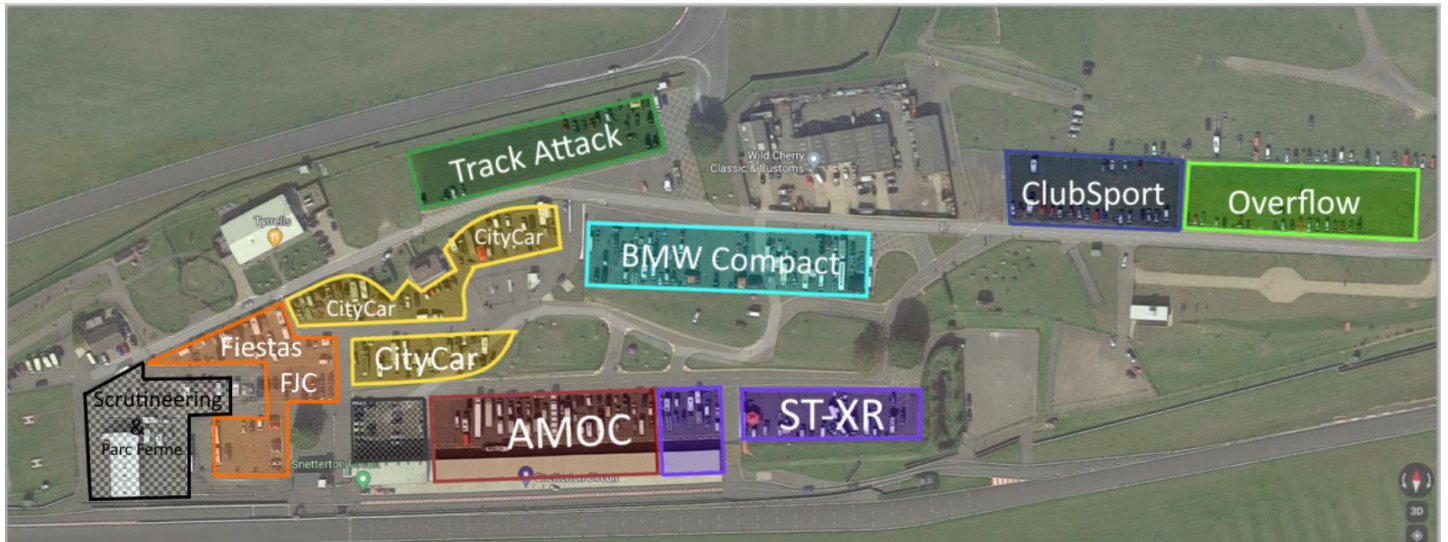 Track Attack
Wild Cherry
Classic & Customs
ClubSport
Overflow
Tyrrells
CityCar
BMW Compact
CityCar
Fiestas
CityCar
FJC
Scrutineering
&
Parc Ferme
AMOC
ST-XR
Snetterton Circuit
3D